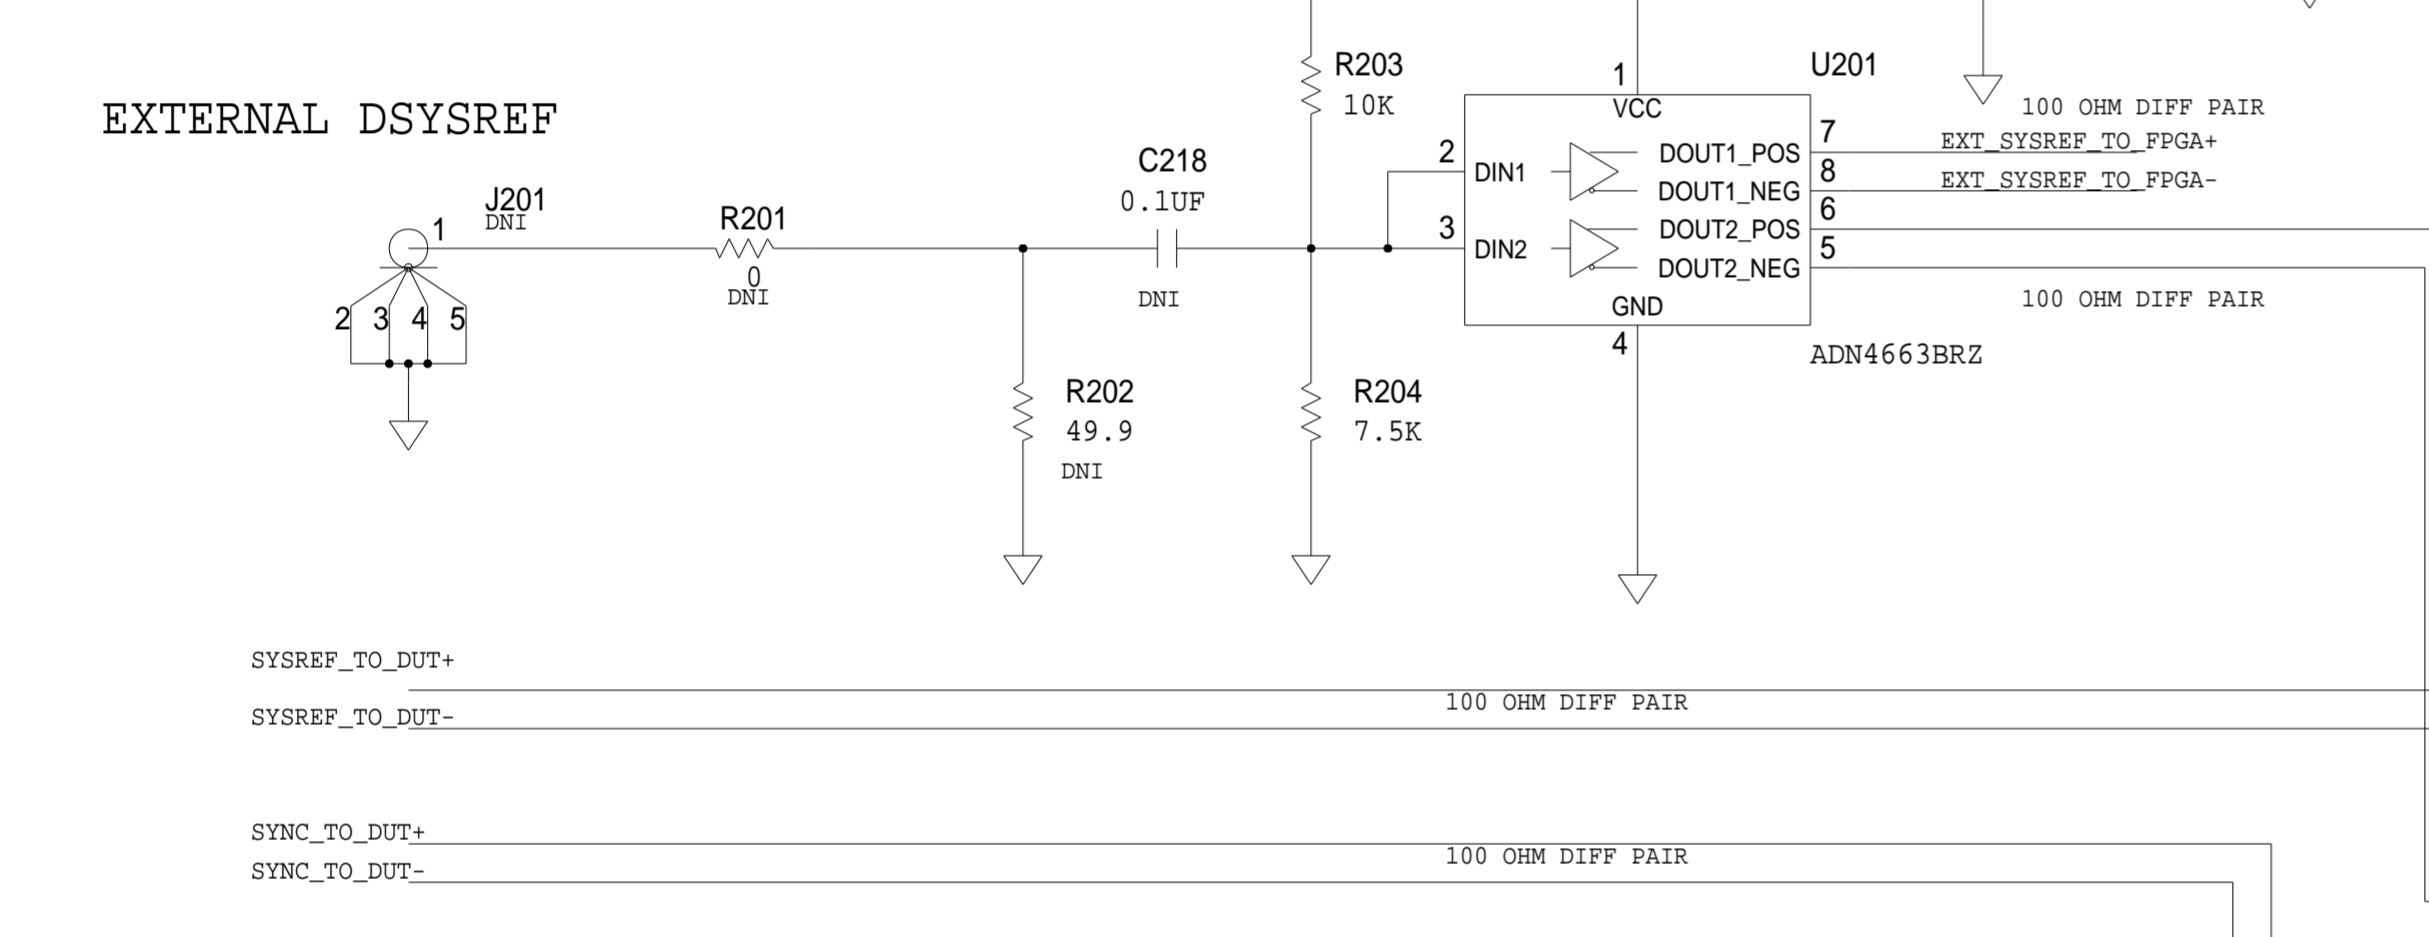 R203
10K
1
U201
VCC
100 OHM DIFF PAIR
EXTERNAL DSYSREF
7
EXT_SYSREF_TO_FPGA+
2
DIN1
DOUT1_POS
C218
0.1UF
8
EXT_SYSREF_TO_FPGA-
DOUT1_NEG
J201
DNI
1
R201
0
DNI
3
DIN2
6
DOUT2_POS
5
DOUT2_NEG
DNI
100 OHM DIFF PAIR
GND
4
2 3 4 5
ADN4663BRZ
R202
49.9
DNI
R204
7.5K
SYSREF_TO_DUT+
100 OHM DIFF PAIR
SYSREF_TO_DUT-
SYNC_TO_DUT+
100 OHM DIFF PAIR
SYNC_TO_DUT-